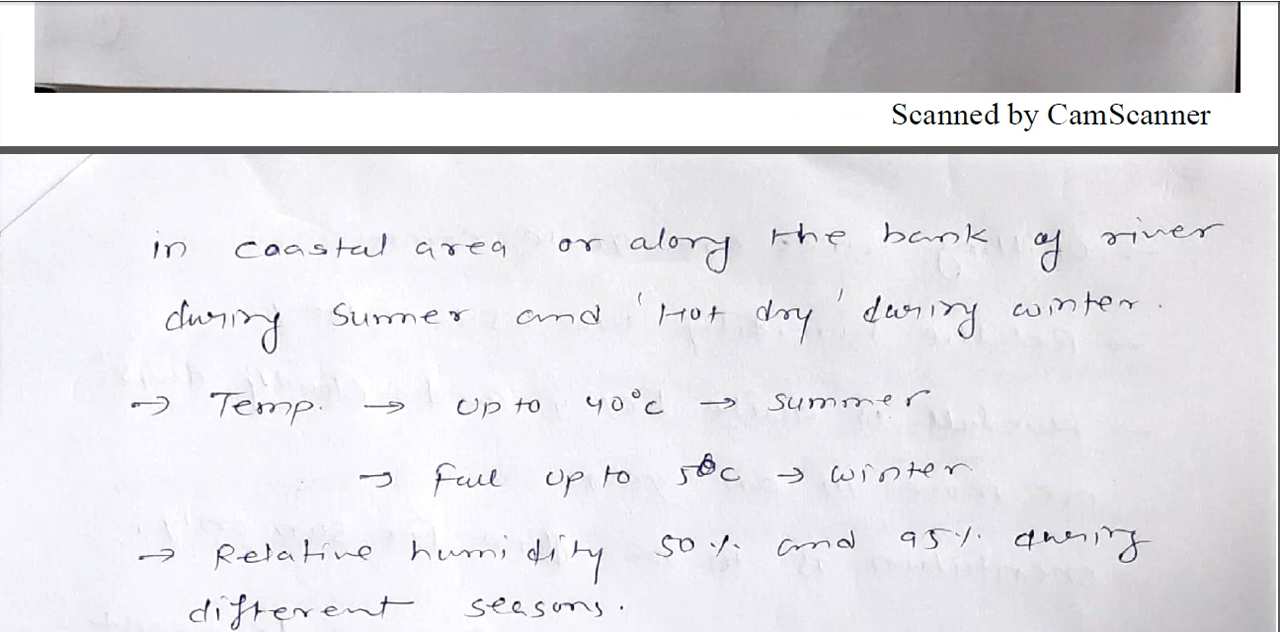 Scanned by CamScanner
in coastal area or along the bank of river
during Sumer and 'Hot dry' during winter.
→ Temp. → Up to 40°c → summer
→ fall up to 5°c → winter
→ Relative humidity 50% and 95% during
different seasons.